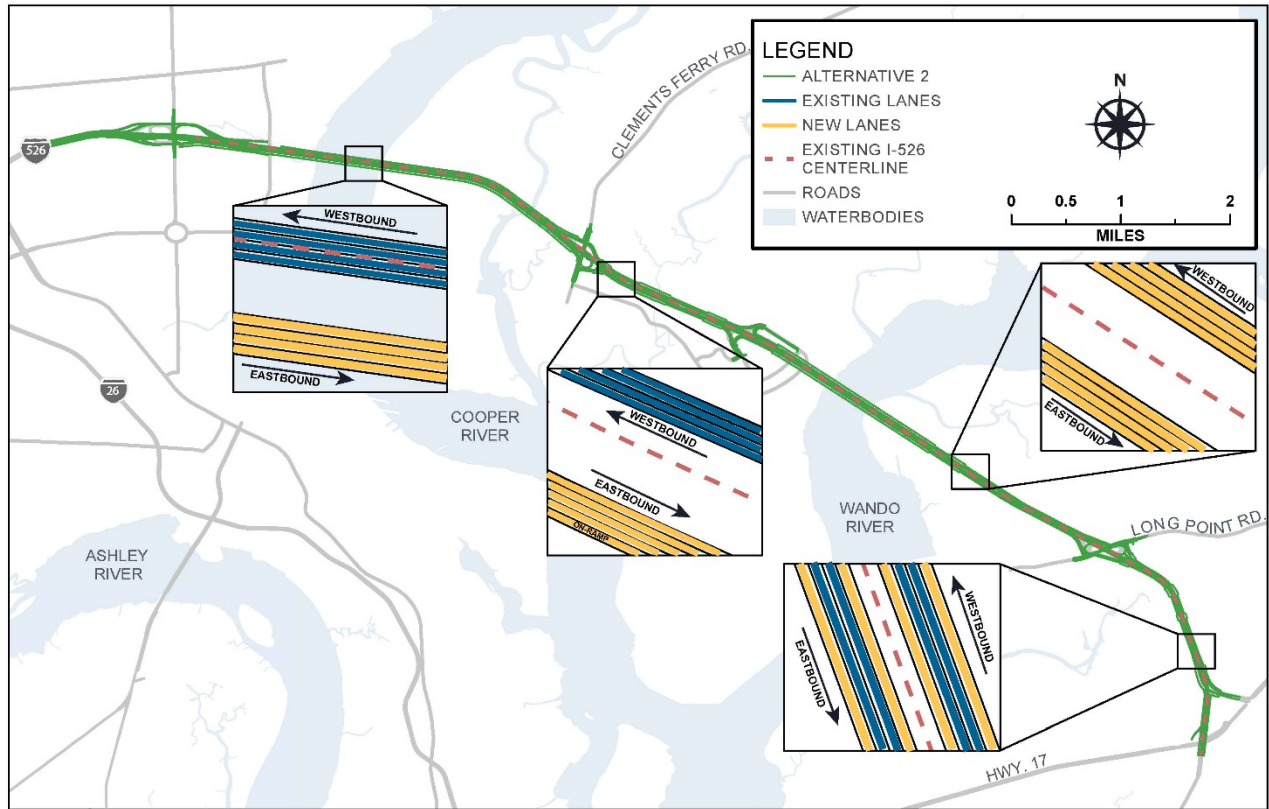 CLEMENTS FERRY RD.
LEGEND
ALTERNATIVE 2
EXISTING LANES
NEW LANES
EXISTING I-526
CENTERLINE
ROADS
WATERBODIES
N
0 0.5 1 2
MILES
526
WESTBOUND
EASTBOUND
26
COOPER
RIVER
WESTBOUND
EASTBOUND
ON-RAMP
WESTBOUND
EASTBOUND
WANDO
RIVER
LONG POINT RD.
ASHLEY
RIVER
WESTBOUND
EASTBOUND
HWY. 17